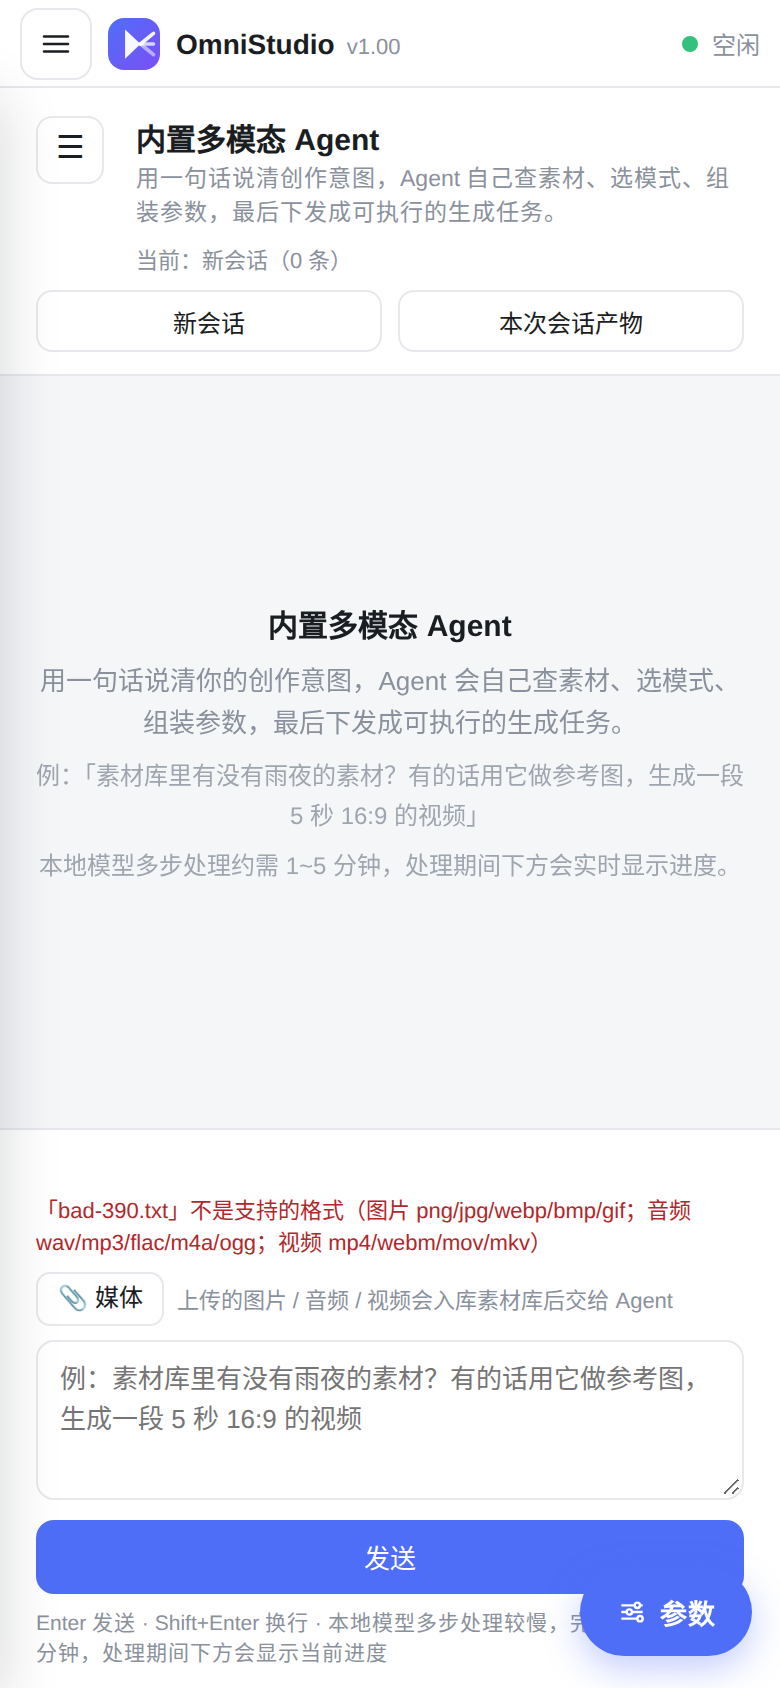 OmniStudio v1.00
空闲
内置多模态 Agent
用一句话说清创作意图，Agent 自己查素材、选模式、组
装参数，最后下发成可执行的生成任务。
当前：新会话（0 条）
新会话
本次会话产物
内置多模态 Agent
用一句话说清你的创作意图，Agent 会自己查素材、选模式、
组装参数，最后下发成可执行的生成任务。
例：「素材库里有没有雨夜的素材？有的话用它做参考图，生成一段
5 秒 16:9 的视频」
本地模型多步处理约需 1~5 分钟，处理期间下方会实时显示进度。
「bad-390.txt」不是支持的格式（图片 png/jpg/webp/bmp/gif；音频
wav/mp3/flac/m4a/ogg；视频 mp4/webm/mov/mkv）
📎 媒体
上传的图片 / 音频 / 视频会入库素材库后交给 Agent
例：素材库里有没有雨夜的素材？有的话用它做参考图，
生成一段 5 秒 16:9 的视频
发送
Enter 发送 · Shift+Enter 换行 · 本地模型多步处理较慢，
分钟，处理期间下方会显示当前进度
参数